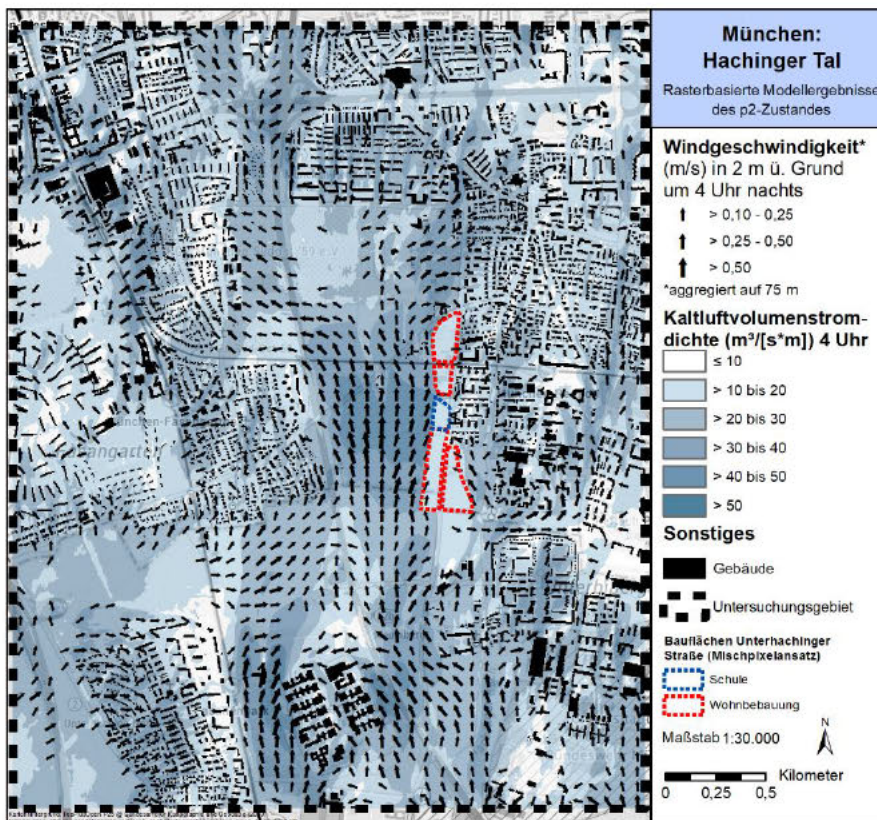 München:
Hachinger Tal
Rasterbasierte Modellergebnisse
des p2-Zustandes
Windgeschwindigkeit*
(m/s) in 2 m ü. Grund
um 4 Uhr nachts
> 0,10 - 0,25
> 0,25 - 0,50
> 0,50
*aggregiert auf 75 m
Kaltluftvolumenstrom-
dichte (m³/[s*m]) 4 Uhr
≤ 10
> 10 bis 20
> 20 bis 30
> 30 bis 40
> 40 bis 50
> 50
Sonstiges
Gebäude
Untersuchungsgebiet
Bauflächen Unterhachinger
Straße (Mischpixelansatz)
Schule
Wohnbebauung
N
Maßstab 1:30.000
Kilometer
0 0,25 0,5